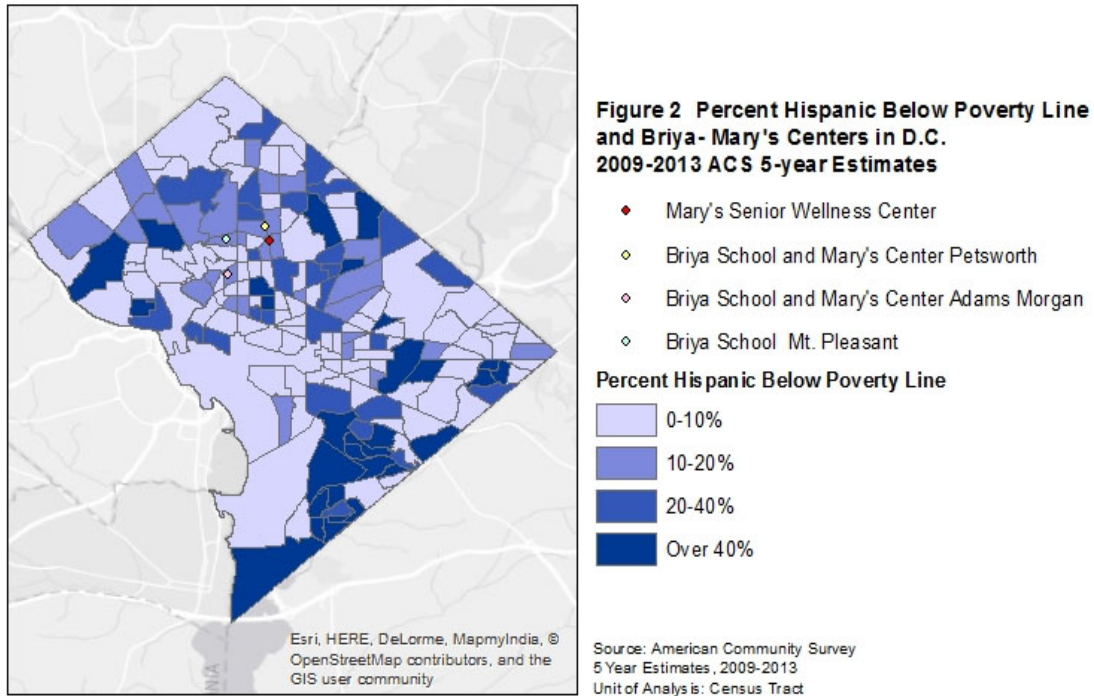 Figure 2 Percent Hispanic Below Poverty Line
and Briya- Mary's Centers in D.C.
2009-2013 ACS 5-year Estimates
Mary's Senior Wellness Center
Briya School and Mary's Center Petsworth
Briya School and Mary's Center Adams Morgan
Briya School Mt. Pleasant
Percent Hispanic Below Poverty Line
0-10%
10-20%
20-40%
Over 40%
Esri, HERE, DeLorme, MapmyIndia, ©
OpenStreetMap contributors, and the
GIS user community
Source: American Community Survey
5 Year Estimates, 2009-2013
Unit of Analysis: Census Tract